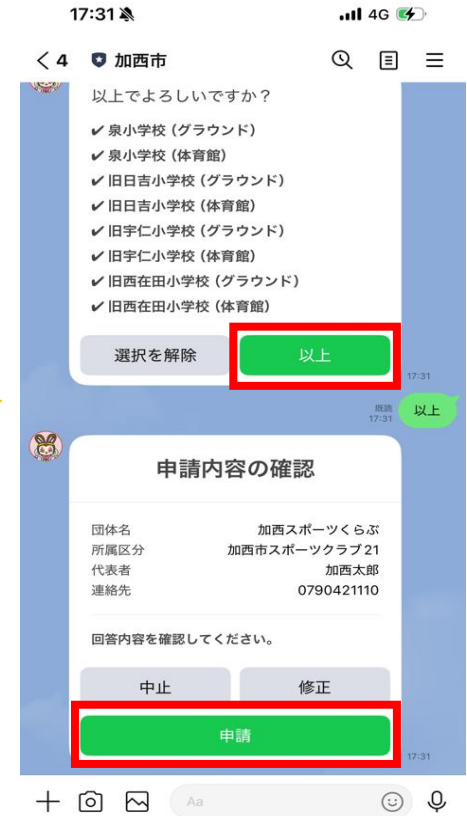 17:31 4G
4 加西市
以上でよろしいですか？
✔ 泉小学校（グラウンド）
✔ 泉小学校（体育館）
✔ 旧日吉小学校（グラウンド）
✔ 旧日吉小学校（体育館）
✔ 旧宇仁小学校（グラウンド）
✔ 旧宇仁小学校（体育館）
✔ 旧西在田小学校（グラウンド）
✔ 旧西在田小学校（体育館）
選択を解除 以上
17:31
既読
17:31 以上
申請内容の確認
団体名 加西スポーツくらぶ
所属区分 加西市スポーツクラブ21
代表者 加西太郎
連絡先 0790421110
回答内容を確認してください。
中止 修正
申請
17:31
Aa